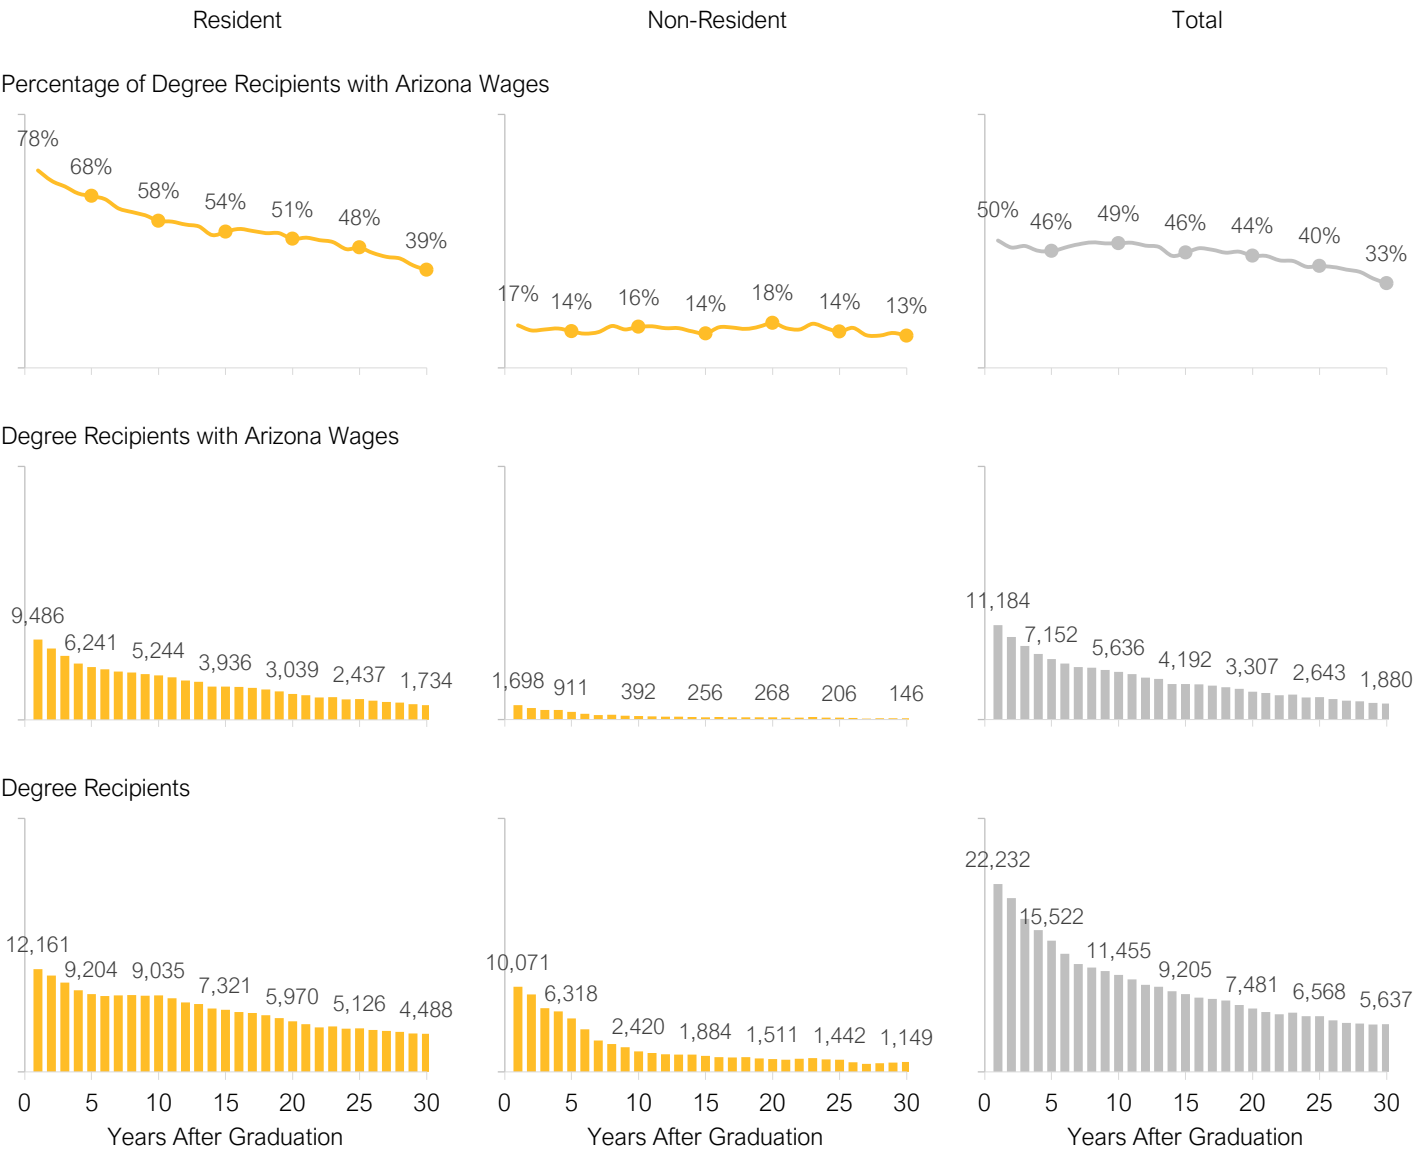 Resident Non-Resident Total
Percentage of Degree Recipients with Arizona Wages
78% 68% 58% 54% 51% 48% 39%
17% 14% 16% 14% 18% 14% 13%
50% 46% 49% 46% 44% 40% 33%
Degree Recipients with Arizona Wages
9,486 6,241 5,244 3,936 3,039 2,437 1,734
1,698 911 392 256 268 206 146
11,184 7,152 5,636 4,192 3,307 2,643 1,880
Degree Recipients
12,161 9,204 9,035 7,321 5,970 5,126 4,488
10,071 6,318 2,420 1,884 1,511 1,442 1,149
22,232 15,522 11,455 9,205 7,481 6,568 5,637
0 5 10 15 20 25 30
0 5 10 15 20 25 30
0 5 10 15 20 25 30
Years After Graduation Years After Graduation Years After Graduation